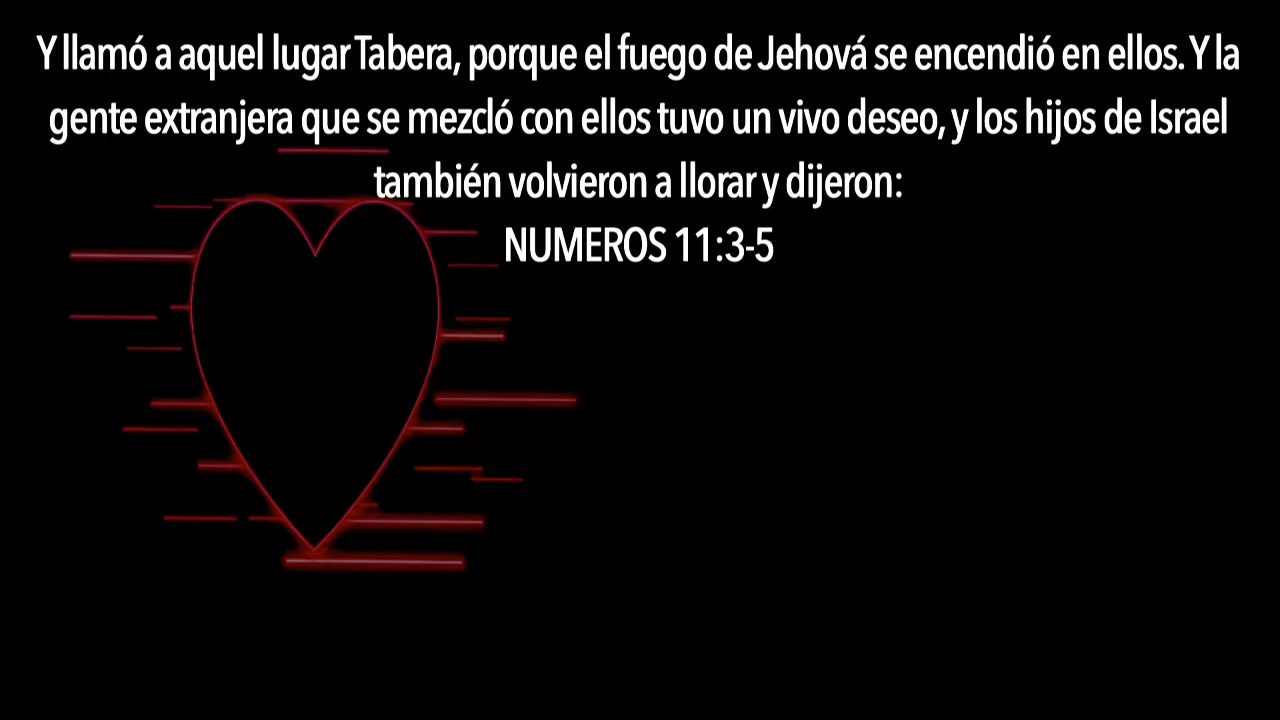 Y llamó a aquel lugar Tabera, porque el fuego de Jehová se encendió en ellos. Y la
gente extranjera que se mezcló con ellos tuvo un vivo deseo, y los hijos de Israel
también volvieron a llorar y dijeron:
NUMEROS 11:3-5